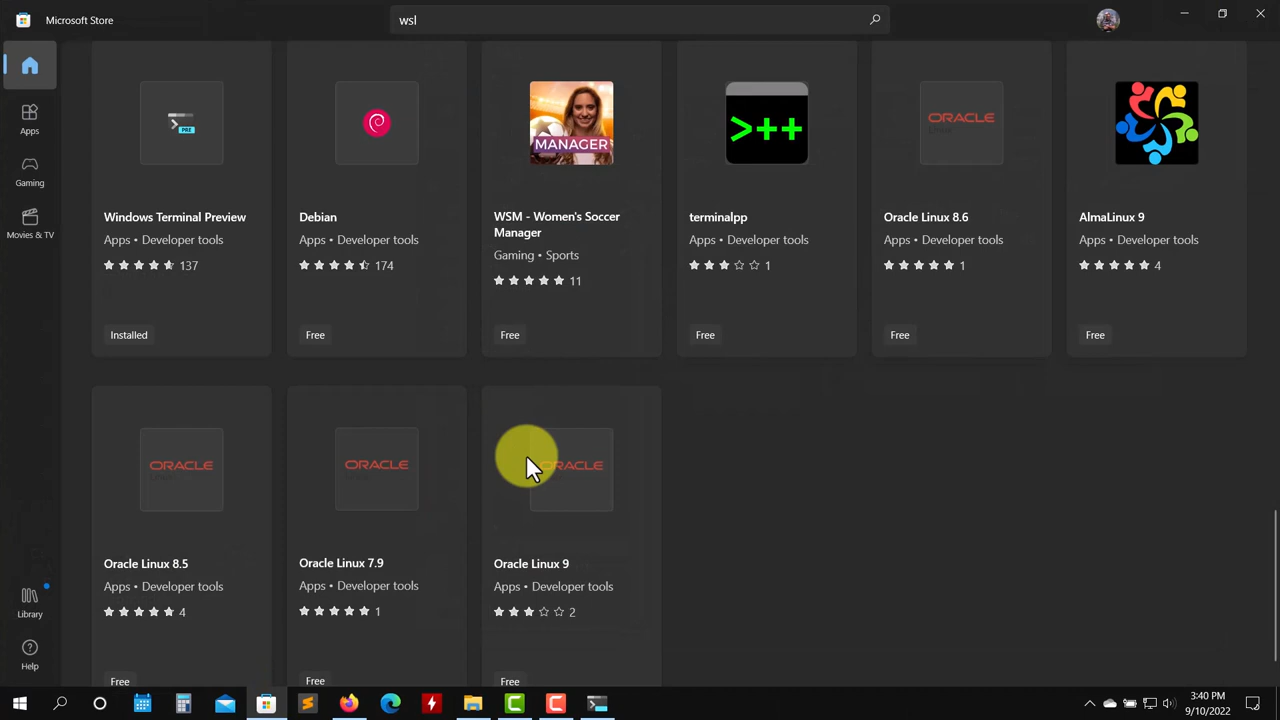 Microsoft Store
wsl
Apps
Gaming
Movies & TV
Library
Help
PRE
MANAGER
>++
ORACLE
Linux
Windows Terminal Preview
Apps • Developer tools
137
Installed
Debian
Apps • Developer tools
174
Free
WSM - Women's Soccer
Manager
Gaming • Sports
11
Free
terminalpp
Apps • Developer tools
1
Free
Oracle Linux 8.6
Apps • Developer tools
1
Free
AlmaLinux 9
Apps • Developer tools
4
Free
ORACLE
Linux
Oracle Linux 8.5
Apps • Developer tools
4
Free
ORACLE
Oracle Linux 7.9
Apps • Developer tools
1
Free
ORACLE
Oracle Linux 9
Apps • Developer tools
2
Free
3:40 PM
9/10/2022